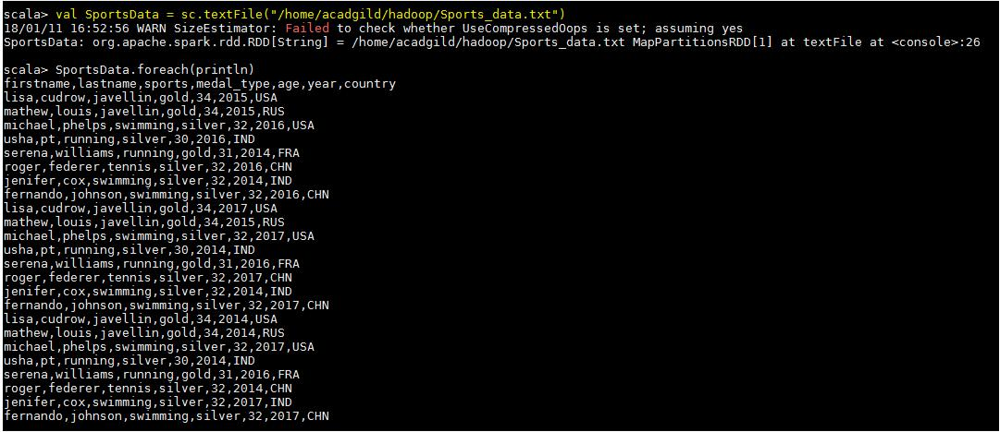 scala> val SportsData = sc.textFile("/home/acadgild/hadoop/Sports_data.txt")
18/01/11 16:52:56 WARN SizeEstimator: Failed to check whether UseCompressedOops is set; assuming yes
SportsData: org.apache.spark.rdd.RDD[String] = /home/acadgild/hadoop/Sports_data.txt MapPartitionsRDD[1] at textFile at <console>:26
scala> SportsData.foreach(println)
firstname,lastname,sports,medal_type,age,year,country
lisa,cudrow,javellin,gold,34,2015,USA
mathew,louis,javellin,gold,34,2015,RUS
michael,phelps,swimming,silver,32,2016,USA
usha,pt,running,silver,30,2016,IND
serena,williams,running,gold,31,2014,FRA
roger,federer,tennis,silver,32,2016,CHN
jenifer,cox,swimming,silver,32,2014,IND
fernando,johnson,swimming,silver,32,2016,CHN
lisa,cudrow,javellin,gold,34,2017,USA
mathew,louis,javellin,gold,34,2015,RUS
michael,phelps,swimming,silver,32,2017,USA
usha,pt,running,silver,30,2014,IND
serena,williams,running,gold,31,2016,FRA
roger,federer,tennis,silver,32,2017,CHN
jenifer,cox,swimming,silver,32,2014,IND
fernando,johnson,swimming,silver,32,2017,CHN
lisa,cudrow,javellin,gold,34,2014,USA
mathew,louis,javellin,gold,34,2014,RUS
michael,phelps,swimming,silver,32,2017,USA
usha,pt,running,silver,30,2014,IND
serena,williams,running,gold,31,2016,FRA
roger,federer,tennis,silver,32,2014,CHN
jenifer,cox,swimming,silver,32,2017,IND
fernando,johnson,swimming,silver,32,2017,CHN